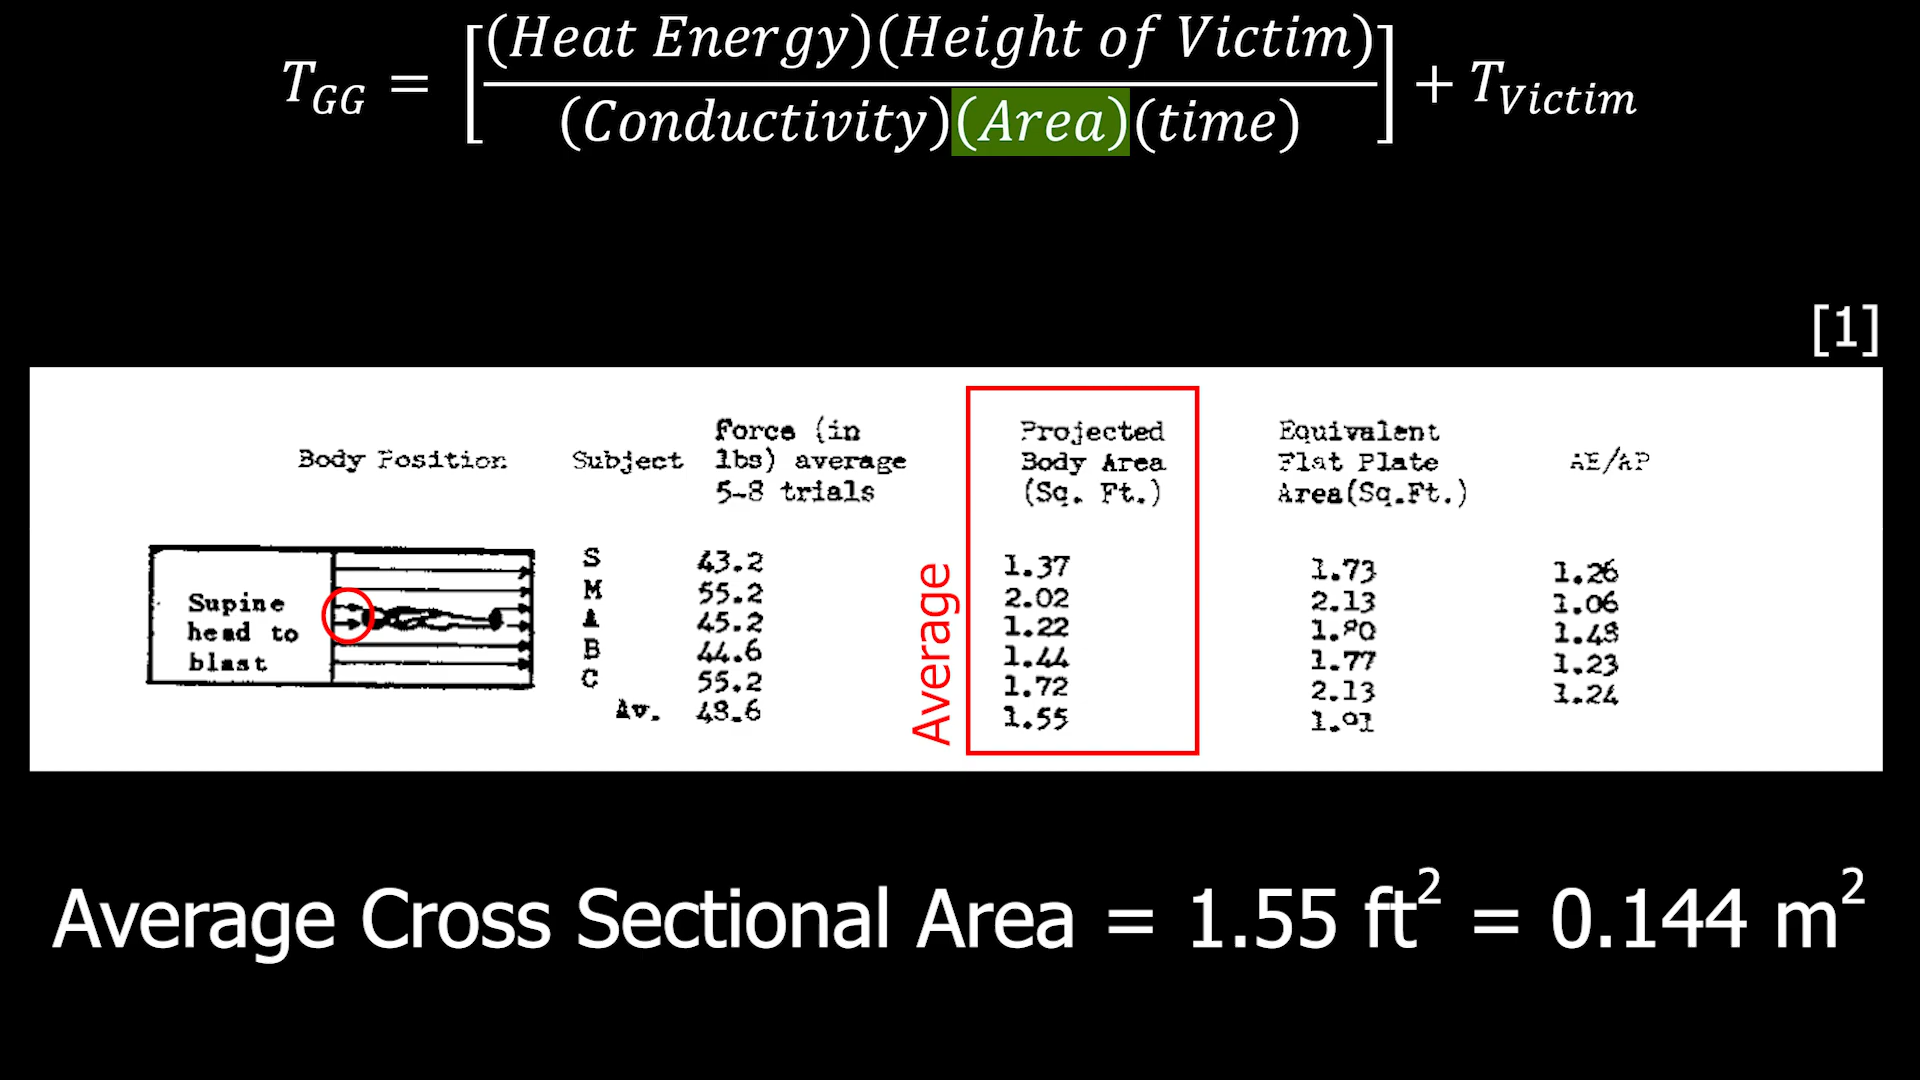 T_GG = [(Heat Energy)(Height of Victim) / (Conductivity)(Area)(time)] + T_Victim
[1]
Body Position Subject Force (in lbs) average 5-8 trials Projected Body Area (Sq. Ft.) Equivalent Flat Plate Area(Sq.Ft.) AE/AP
Supine head to blast
Average
S 43.2 1.37 1.73 1.26
M 55.2 2.02 2.13 1.06
A 45.2 1.22 1.80 1.48
B 44.6 1.44 1.77 1.23
C 55.2 1.72 2.13 1.24
Av. 48.6 1.55 1.91
Average Cross Sectional Area = 1.55 ft² = 0.144 m²